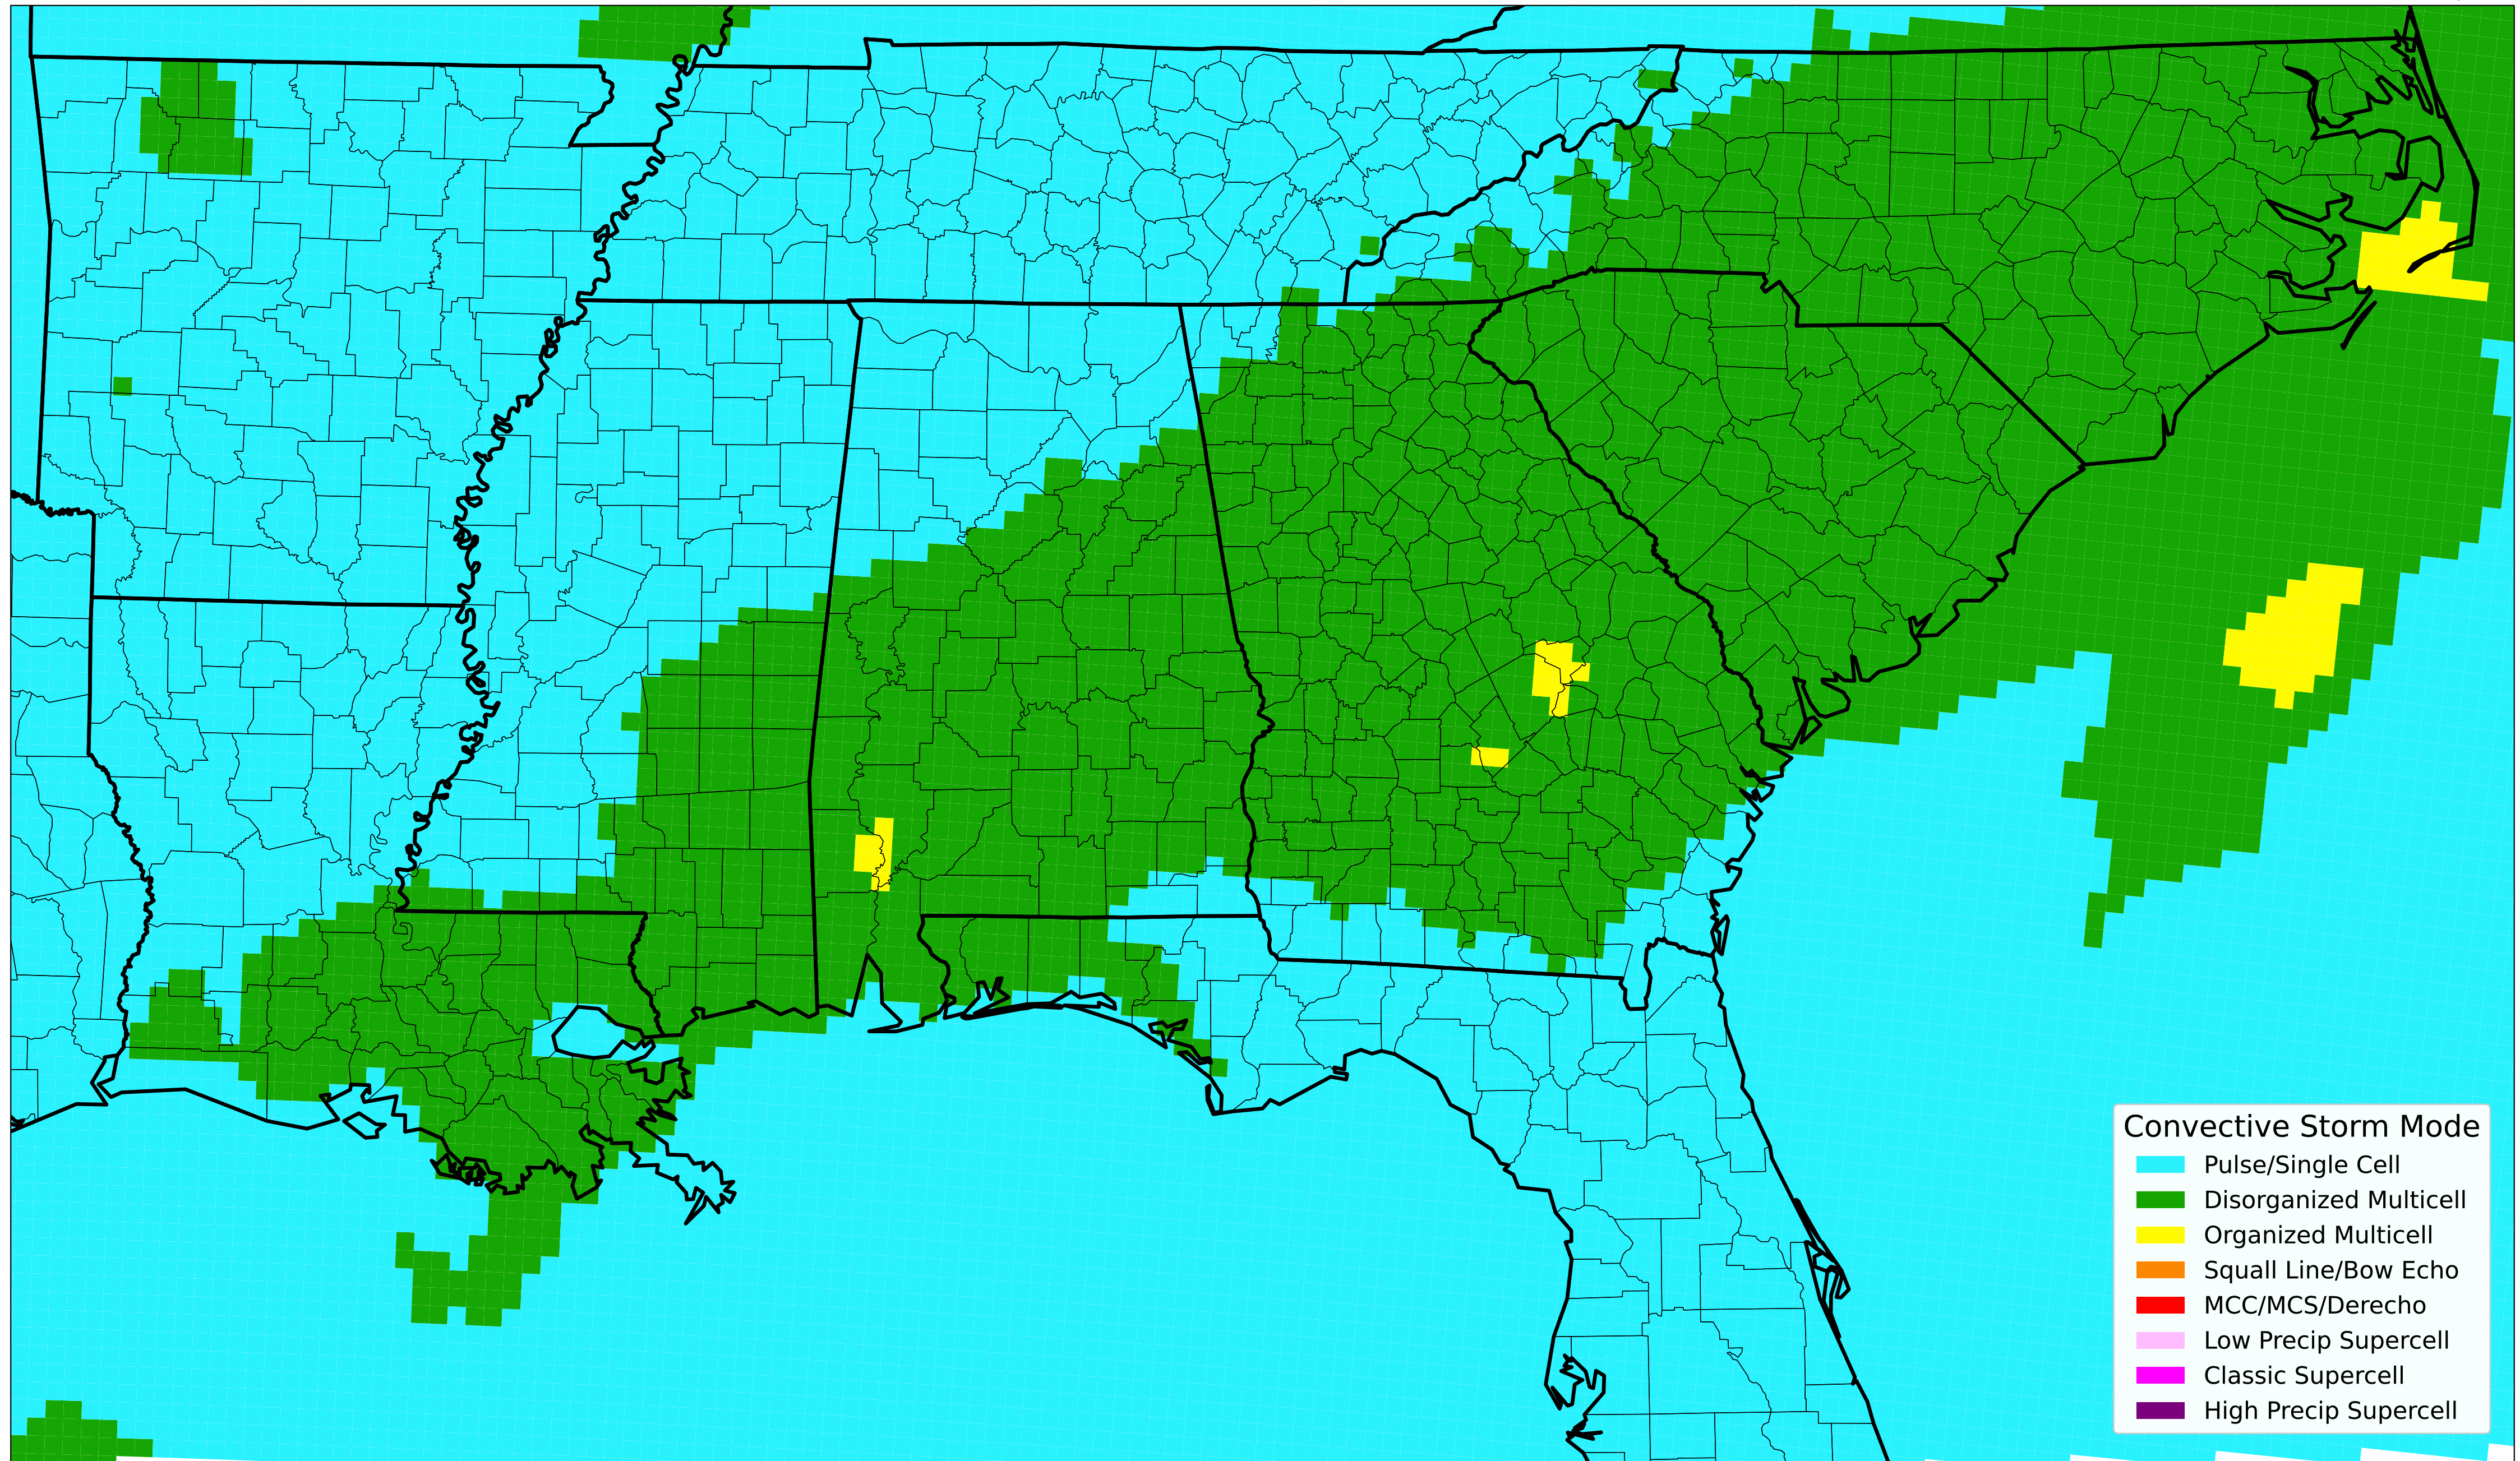 Convective Storm Mode
Pulse/Single Cell
Disorganized Multicell
Organized Multicell
Squall Line/Bow Echo
MCC/MCS/Derecho
Low Precip Supercell
Classic Supercell
High Precip Supercell